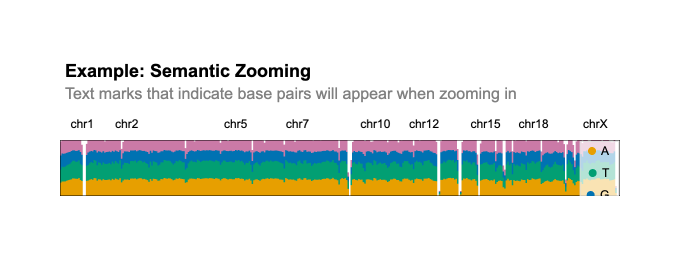 Example: Semantic Zooming
Text marks that indicate base pairs will appear when zooming in
chr1 chr2 chr5 chr7 chr10 chr12 chr15 chr18 chrX
A
T
G